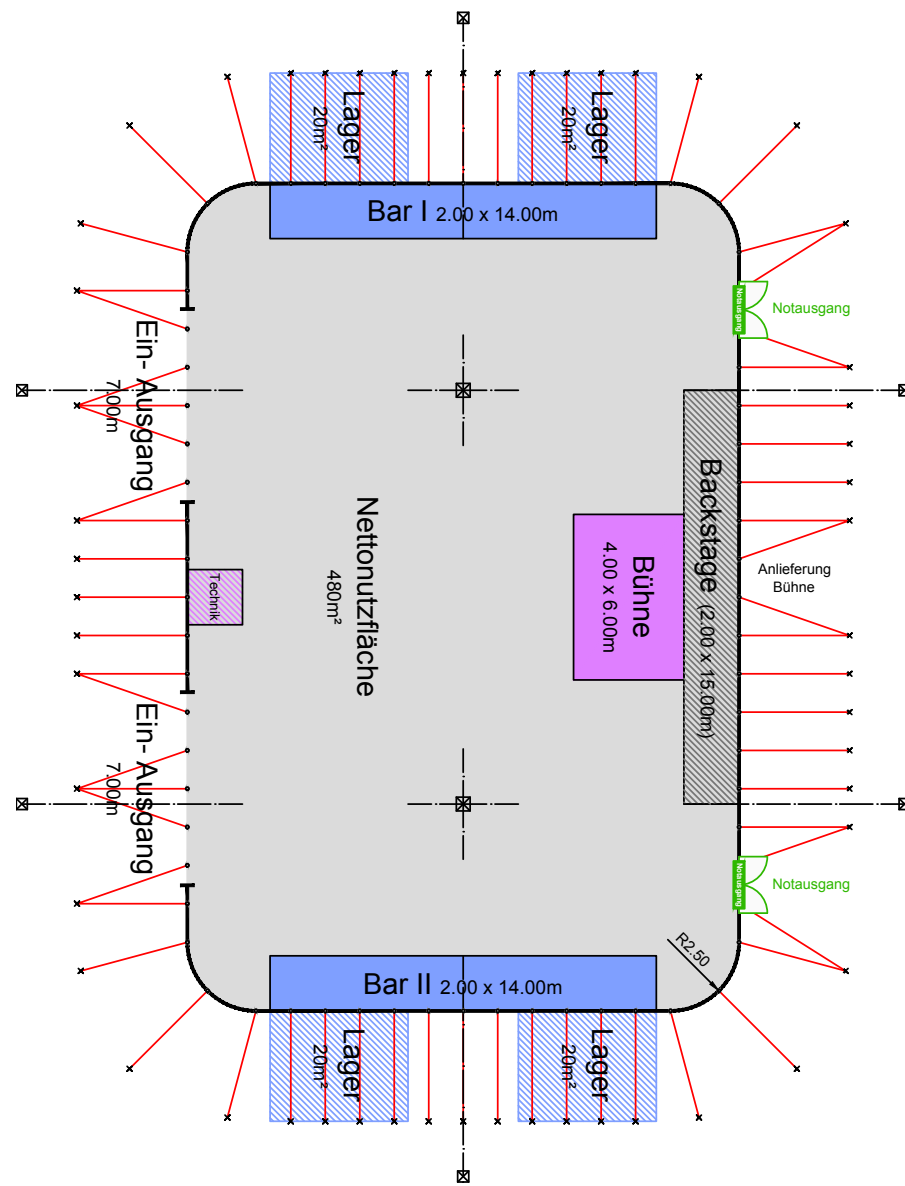 Lager
20m²
Lager
20m²
Bar I 2.00 x 14.00m
Notausgang
Notausgang
Ein- Ausgang
7.00m
Backstage (2.00 x 15.00m)
Bühne
4.00 x 6.00m
Anlieferung
Bühne
Nettonutzfläche
480m²
Technik
Ein- Ausgang
7.00m
Notausgang
Notausgang
R2.50
Bar II 2.00 x 14.00m
Lager
20m²
Lager
20m²